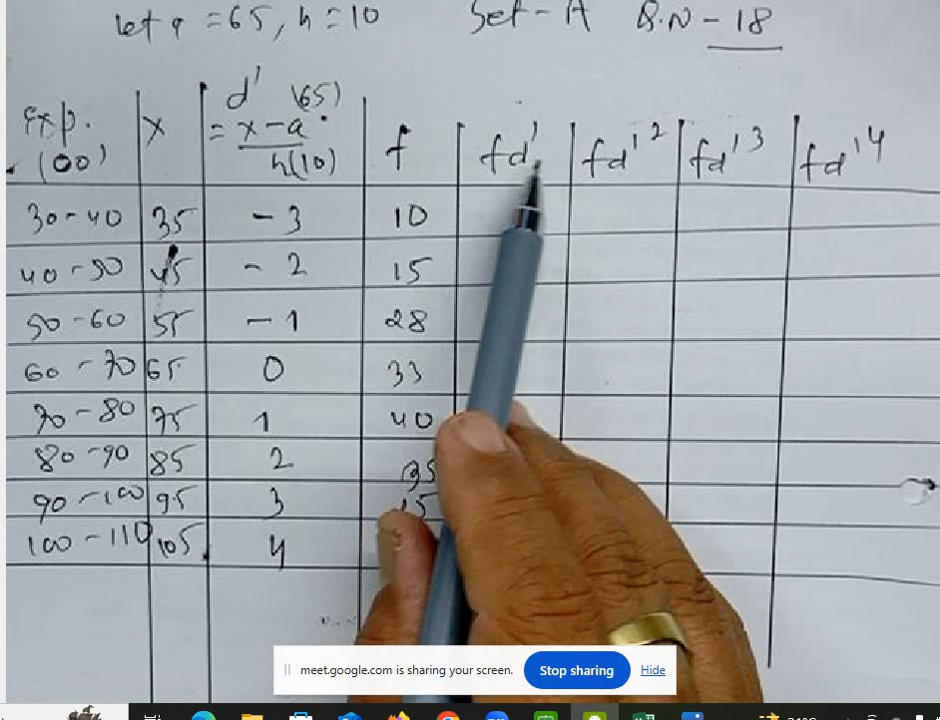 let a = 65, h = 10 Set - A Q.N - 18
Exp. (00) x d' = x - a (65) / h(10) f fd' fd'2 fd'3 fd'4
30 - 40 35 - 3 10
40 - 50 45 - 2 15
50 - 60 55 - 1 28
60 - 70 65 0 33
70 - 80 75 1 40
80 - 90 85 2 35
90 - 100 95 3 15
100 - 110 105 4
meet.google.com is sharing your screen. Stop sharing Hide